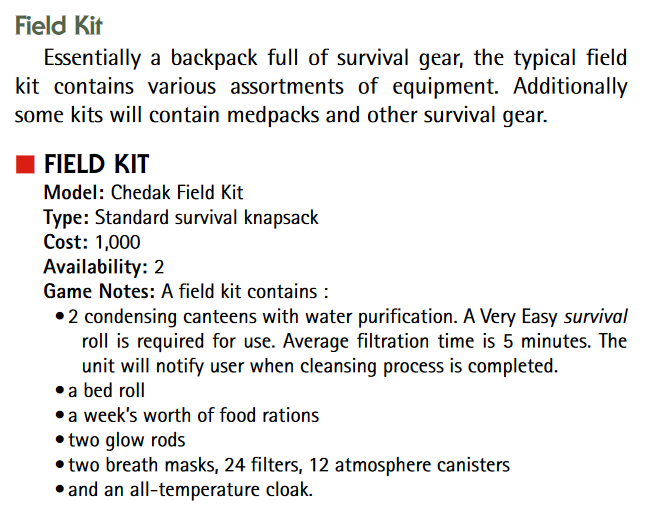 Field Kit
Essentially a backpack full of survival gear, the typical field
kit contains various assortments of equipment. Additionally
some kits will contain medpacks and other survival gear.
FIELD KIT
Model: Chedak Field Kit
Type: Standard survival knapsack
Cost: 1,000
Availability: 2
Game Notes: A field kit contains :
• 2 condensing canteens with water purification. A Very Easy survival
roll is required for use. Average filtration time is 5 minutes. The
unit will notify user when cleansing process is completed.
• a bed roll
• a week's worth of food rations
• two glow rods
• two breath masks, 24 filters, 12 atmosphere canisters
• and an all-temperature cloak.